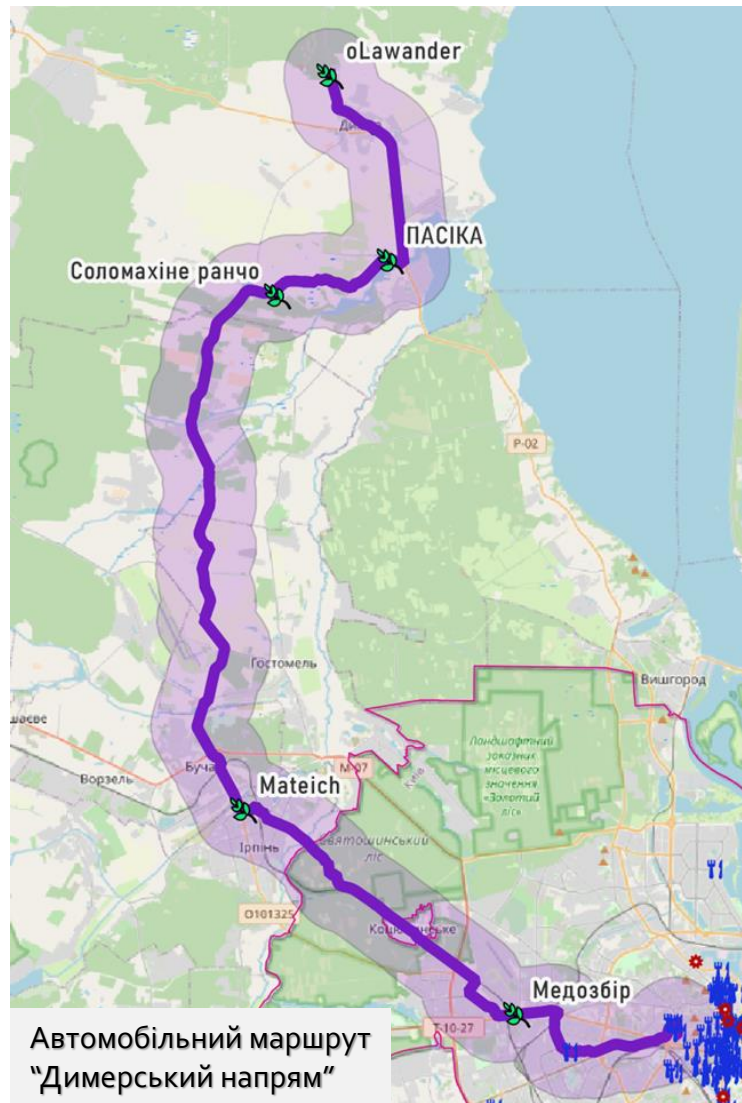 oLawander
ПАСІКА
Соломахіне ранчо
Р-02
Гостомель
Вишгород
Буча
М-07
Київ
Ландшафтний
заказник
місцевого
значення
«Золотий
ліс»
Ворзель
Mateich
Святошинський
ліс
Ірпінь
О101325
Медозбір
Т-10-27
Автомобільний маршрут
“Димерський напрям”